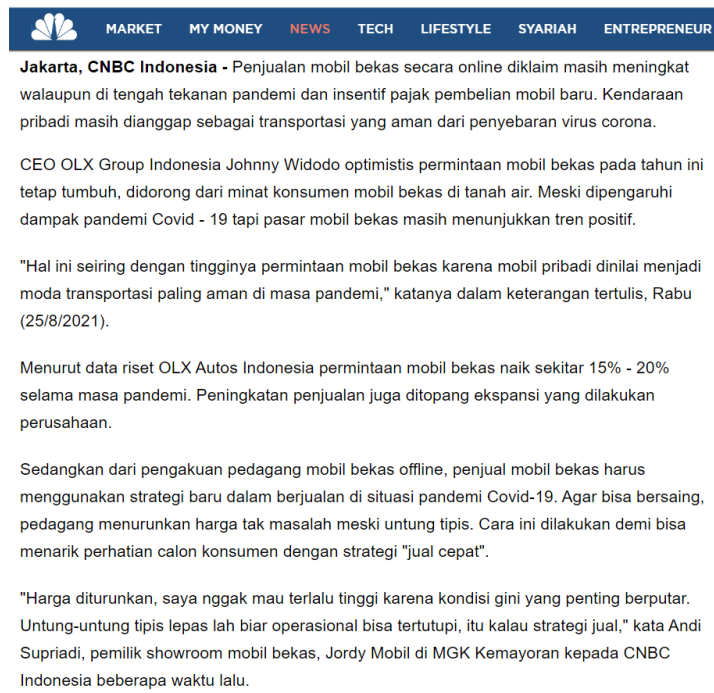 MARKET MY MONEY NEWS TECH LIFESTYLE SYARIAH ENTREPRENEUR
Jakarta, CNBC Indonesia - Penjualan mobil bekas secara online diklaim masih meningkat
walaupun di tengah tekanan pandemi dan insentif pajak pembelian mobil baru. Kendaraan
pribadi masih dianggap sebagai transportasi yang aman dari penyebaran virus corona.
CEO OLX Group Indonesia Johnny Widodo optimistis permintaan mobil bekas pada tahun ini
tetap tumbuh, didorong dari minat konsumen mobil bekas di tanah air. Meski dipengaruhi
dampak pandemi Covid - 19 tapi pasar mobil bekas masih menunjukkan tren positif.
"Hal ini seiring dengan tingginya permintaan mobil bekas karena mobil pribadi dinilai menjadi
moda transportasi paling aman di masa pandemi," katanya dalam keterangan tertulis, Rabu
(25/8/2021).
Menurut data riset OLX Autos Indonesia permintaan mobil bekas naik sekitar 15% - 20%
selama masa pandemi. Peningkatan penjualan juga ditopang ekspansi yang dilakukan
perusahaan.
Sedangkan dari pengakuan pedagang mobil bekas offline, penjual mobil bekas harus
menggunakan strategi baru dalam berjualan di situasi pandemi Covid-19. Agar bisa bersaing,
pedagang menurunkan harga tak masalah meski untung tipis. Cara ini dilakukan demi bisa
menarik perhatian calon konsumen dengan strategi "jual cepat".
"Harga diturunkan, saya nggak mau terlalu tinggi karena kondisi gini yang penting berputar.
Untung-untung tipis lepas lah biar operasional bisa tertutupi, itu kalau strategi jual," kata Andi
Supriadi, pemilik showroom mobil bekas, Jordy Mobil di MGK Kemayoran kepada CNBC
Indonesia beberapa waktu lalu.